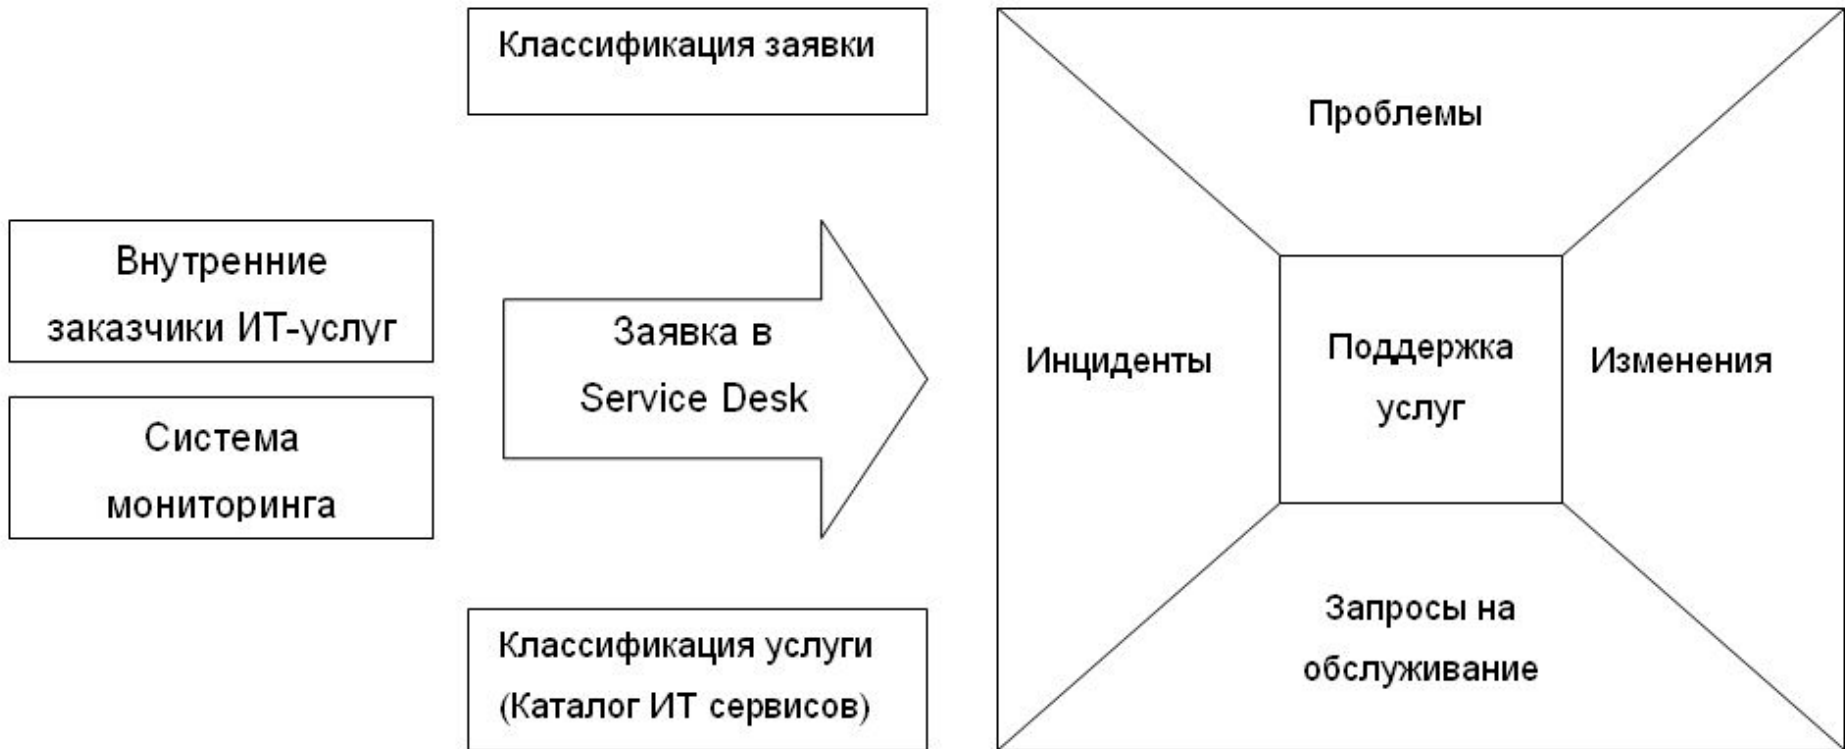 Классификация заявки
Внутренние
заказчики ИТ-услуг
Система
мониторинга
Заявка в
Service Desk
Классификация услуги
(Каталог ИТ сервисов)
Проблемы
Инциденты
Поддержка
услуг
Изменения
Запросы на
обслуживание